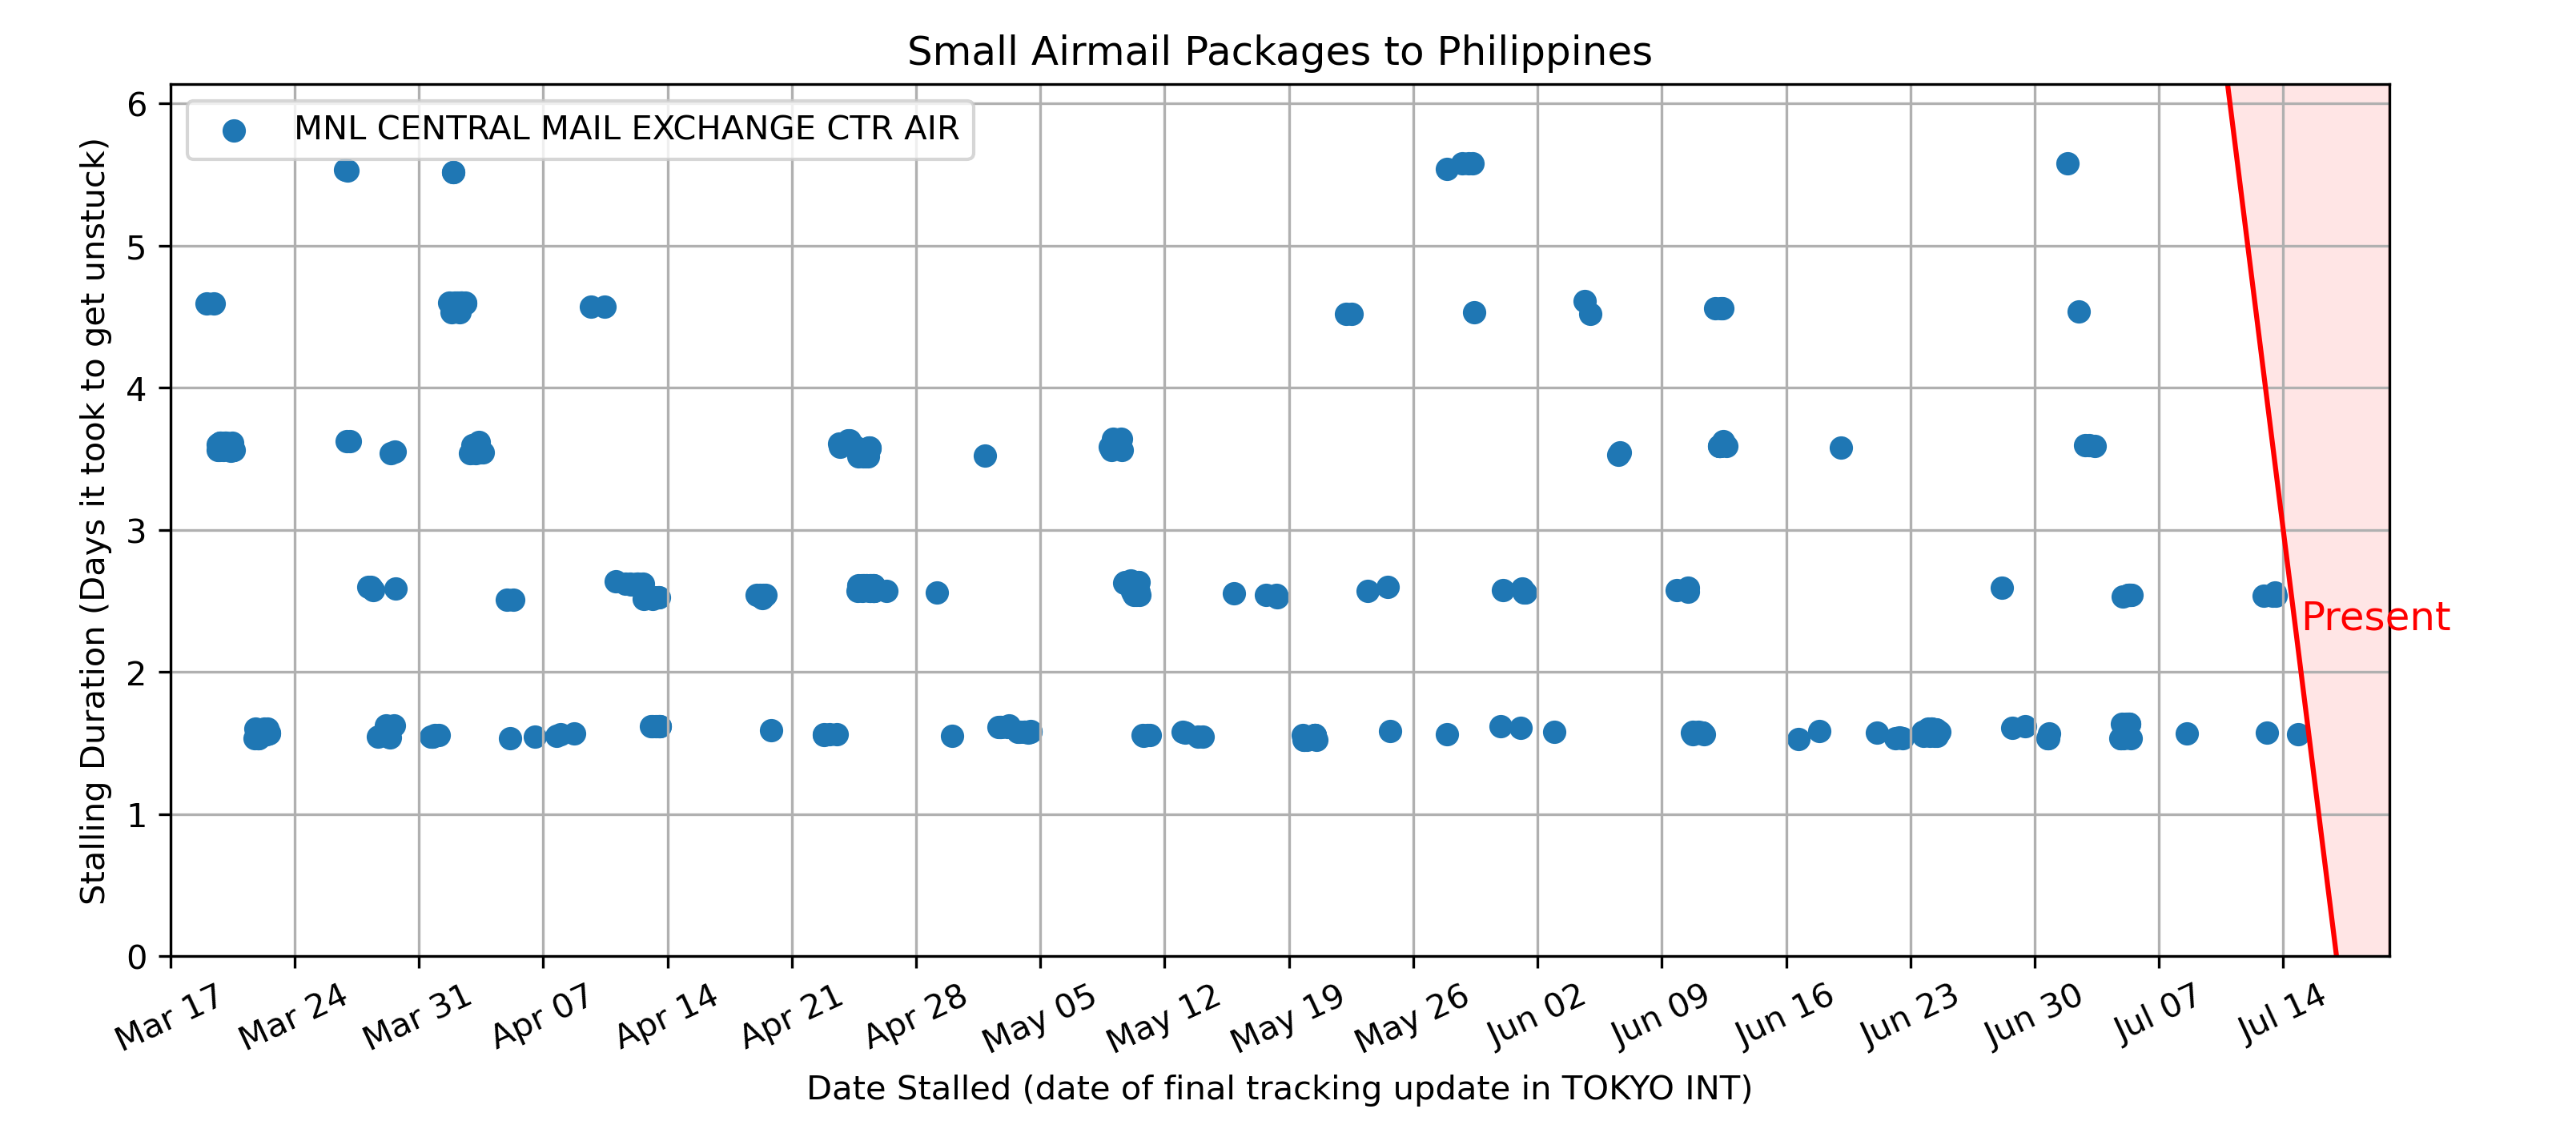 Small Airmail Packages to Philippines
MNL CENTRAL MAIL EXCHANGE CTR AIR
Stalling Duration (Days it took to get unstuck)
6
5
4
3
2
1
0
Present
Mar 17
Mar 24
Mar 31
Apr 07
Apr 14
Apr 21
Apr 28
May 05
May 12
May 19
May 26
Jun 02
Jun 09
Jun 16
Jun 23
Jun 30
Jul 07
Jul 14
Date Stalled (date of final tracking update in TOKYO INT)